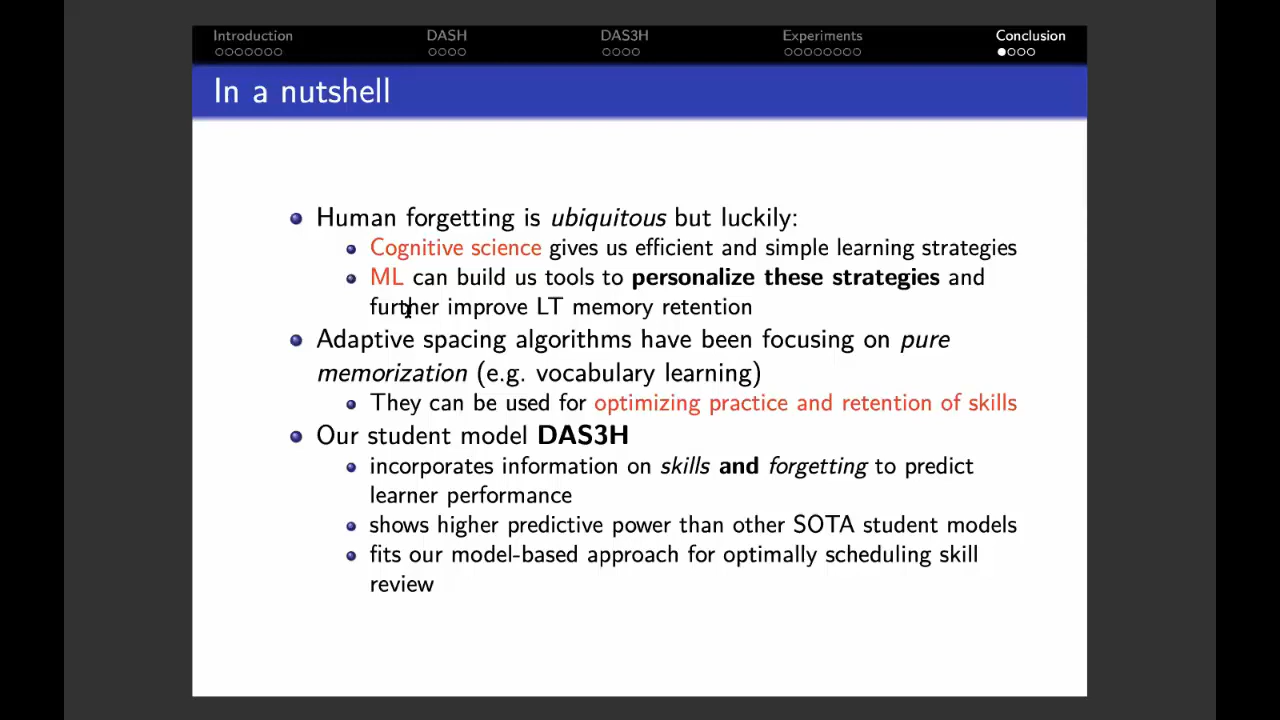 Introduction DASH DAS3H Experiments Conclusion
In a nutshell
Human forgetting is ubiquitous but luckily:
Cognitive science gives us efficient and simple learning strategies
ML can build us tools to personalize these strategies and
further improve LT memory retention
Adaptive spacing algorithms have been focusing on pure
memorization (e.g. vocabulary learning)
They can be used for optimizing practice and retention of skills
Our student model DAS3H
incorporates information on skills and forgetting to predict
learner performance
shows higher predictive power than other SOTA student models
fits our model-based approach for optimally scheduling skill
review